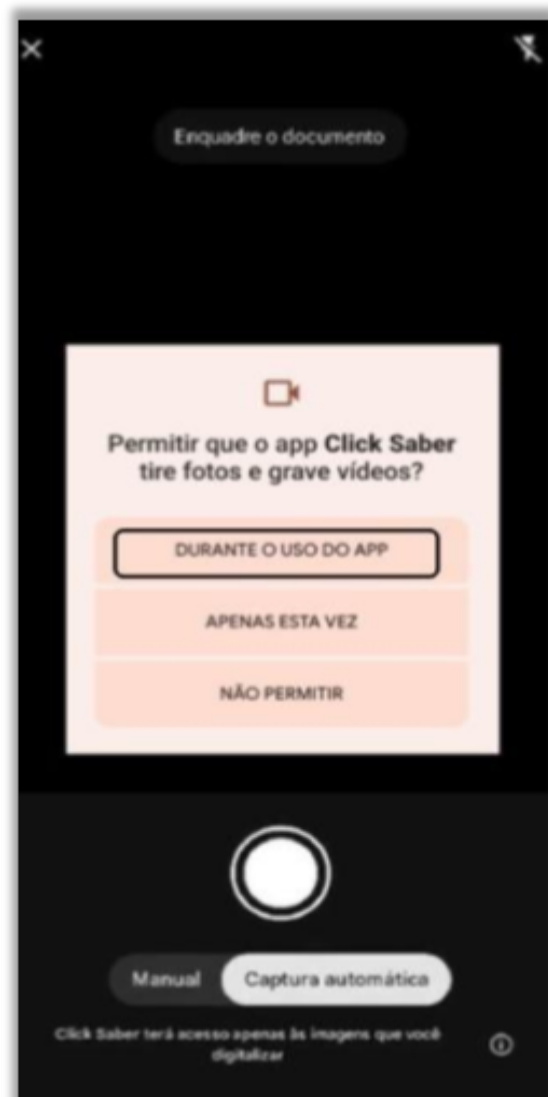 Enquadre o documento
Permitir que o app Click Saber
tire fotos e grave vídeos?
DURANTE O USO DO APP
APENAS ESTA VEZ
NÃO PERMITIR
Manual
Captura automática
Click Saber terá acesso apenas às imagens que você
digitalizar